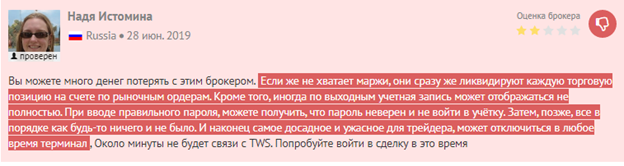 Надя Истомина
Оценка брокера
Russia • 28 июн. 2019
проверен
Вы можете много денег потерять с этим брокером. Если же не хватает маржи, они сразу же ликвидируют каждую торговую
позицию на счете по рыночным ордерам. Кроме того, иногда по выходным учетная запись может отображаться не
полностью. При вводе правильного пароля, можете получить, что пароль неверен и не войти в учётку. Затем, позже, все в
порядке как будь-то ничего и не было. И наконец самое досадное и ужасное для трейдера, может отключиться в любое
время терминал . Около минуты не будет связи с TWS. Попробуйте войти в сделку в это время